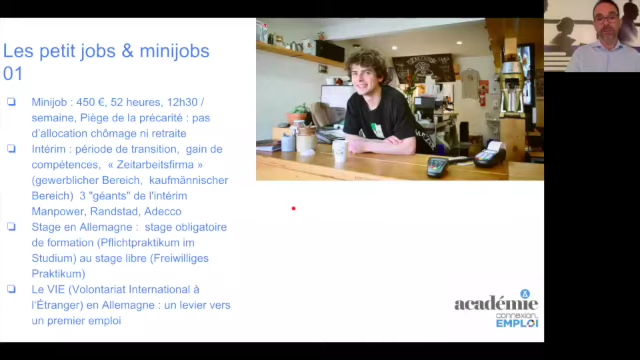 Les petit jobs & minijobs
01
❏ Minijob : 450 €, 52 heures, 12h30 /
semaine, Piège de la précarité : pas
d'allocation chômage ni retraite
❏ Intérim : période de transition, gain de
compétences, « Zeitarbeitsfirma »
(gewerblicher Bereich, kaufmännischer
Bereich) 3 "géants" de l'intérim
Manpower, Randstad, Adecco
❏ Stage en Allemagne : stage obligatoire
de formation (Pflichtpraktikum im
Studium) au stage libre (Freiwilliges
Praktikum)
❏ Le VIE (Volontariat International à
l'Étranger) en Allemagne : un levier vers
un premier emploi
académie
connexion
EMPLOI